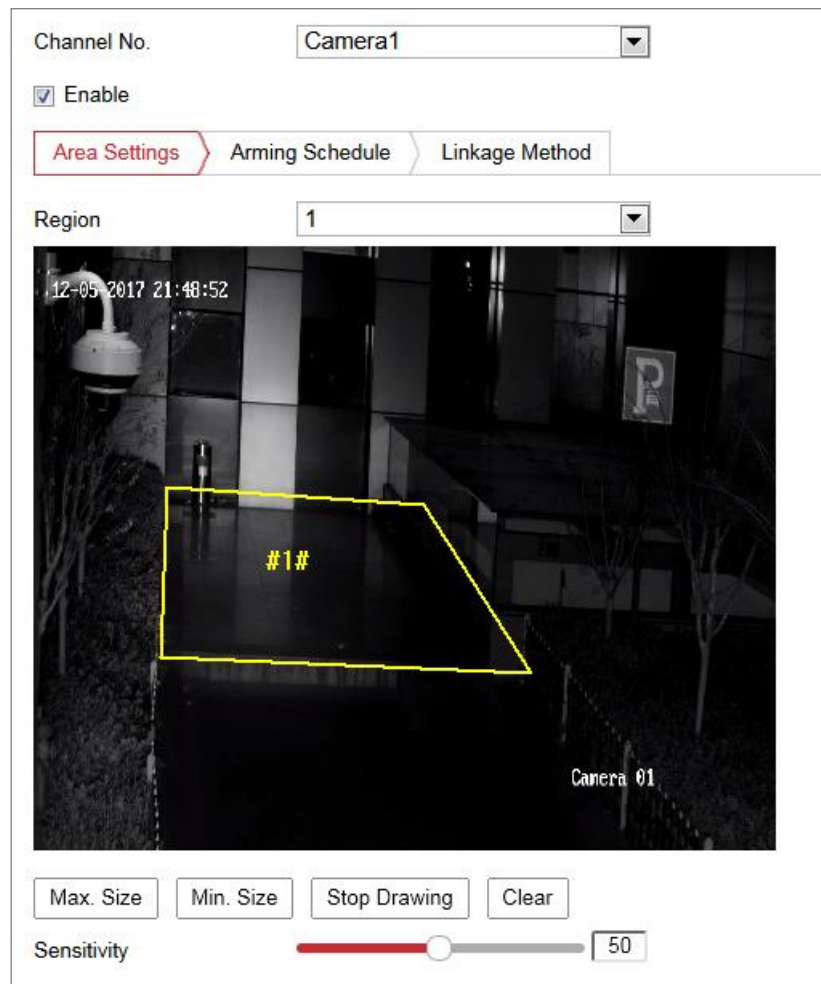 Channel No. Camera1
Enable
Area Settings Arming Schedule Linkage Method
Region 1
12-05-2017 21:48:52
P
#1#
Camera 01
Max. Size Min. Size Stop Drawing Clear
Sensitivity 50